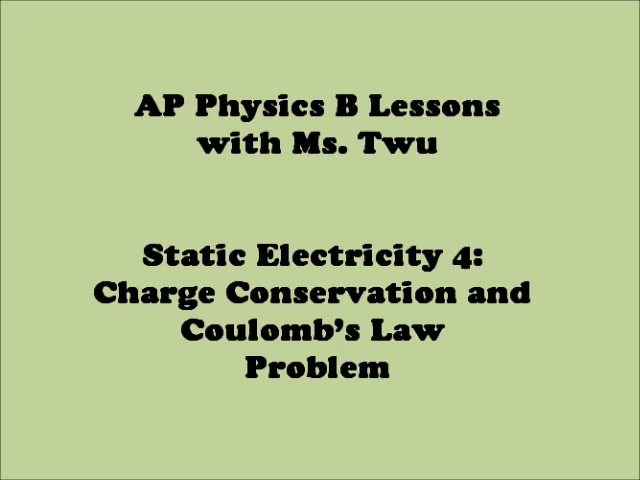 AP Physics B Lessons
with Ms. Twu
Static Electricity 4:
Charge Conservation and
Coulomb’s Law
Problem